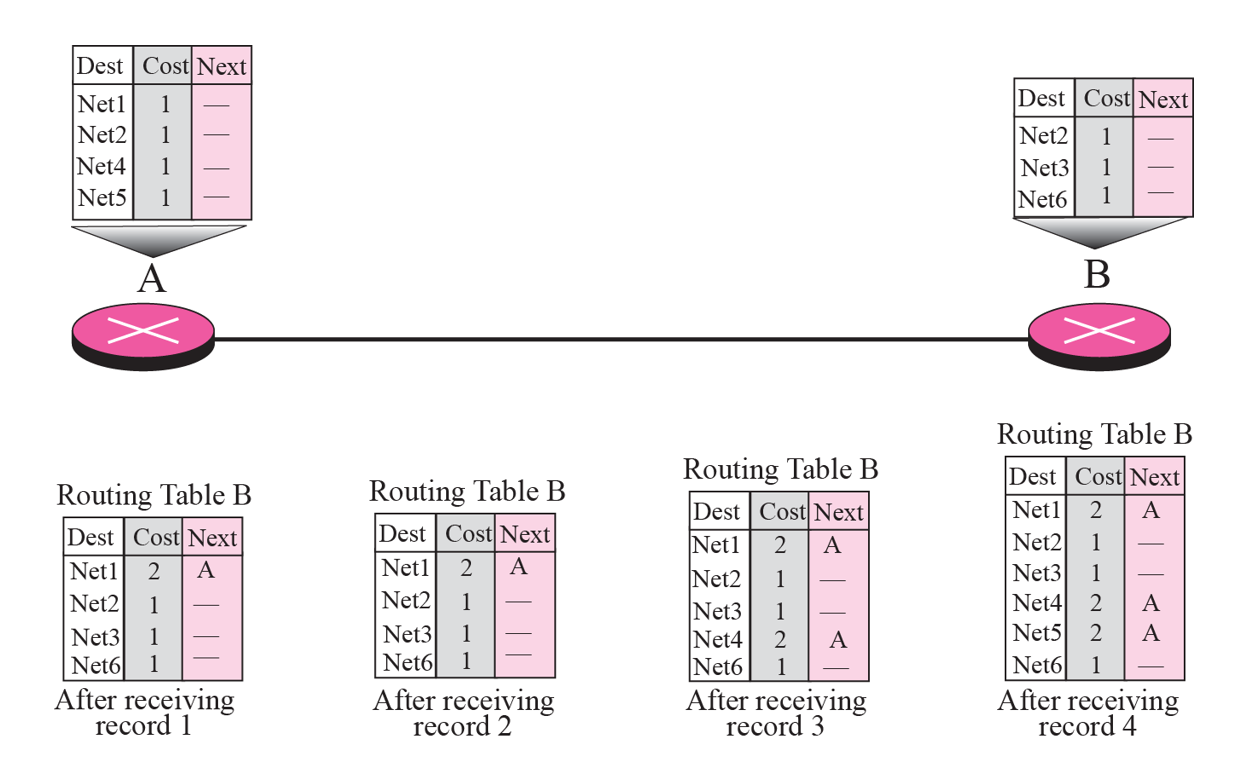 Dest Cost Next
Net1 1 —
Net2 1 —
Net4 1 —
Net5 1 —
A
Dest Cost Next
Net2 1 —
Net3 1 —
Net6 1 —
B
Routing Table B
Dest Cost Next
Net1 2 A
Net2 1 —
Net3 1 —
Net6 1 —
After receiving
record 1
Routing Table B
Dest Cost Next
Net1 2 A
Net2 1 —
Net3 1 —
Net6 1 —
After receiving
record 2
Routing Table B
Dest Cost Next
Net1 2 A
Net2 1 —
Net3 1 —
Net4 2 A
Net6 1 —
After receiving
record 3
Routing Table B
Dest Cost Next
Net1 2 A
Net2 1 —
Net3 1 —
Net4 2 A
Net5 2 A
Net6 1 —
After receiving
record 4